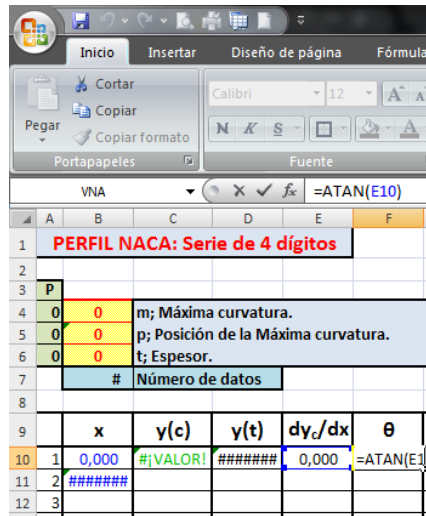 Inicio Insertar Diseño de página Fórmula
Cortar
Copiar
Copiar formato
Pegar
Calibri 12 A A
N K S A
Portapapeles Fuente
VNA fx =ATAN(E10)
A B C D E F
1 PERFIL NACA: Serie de 4 dígitos
2
3 P
4 0 0 m; Máxima curvatura.
5 0 0 p; Posición de la Máxima curvatura.
6 0 0 t; Espesor.
7 # Número de datos
8
9 x y(c) y(t) dyc/dx θ
10 1 0,000 #¡VALOR! ####### 0,000 =ATAN(E1
11 2 #######
12 3